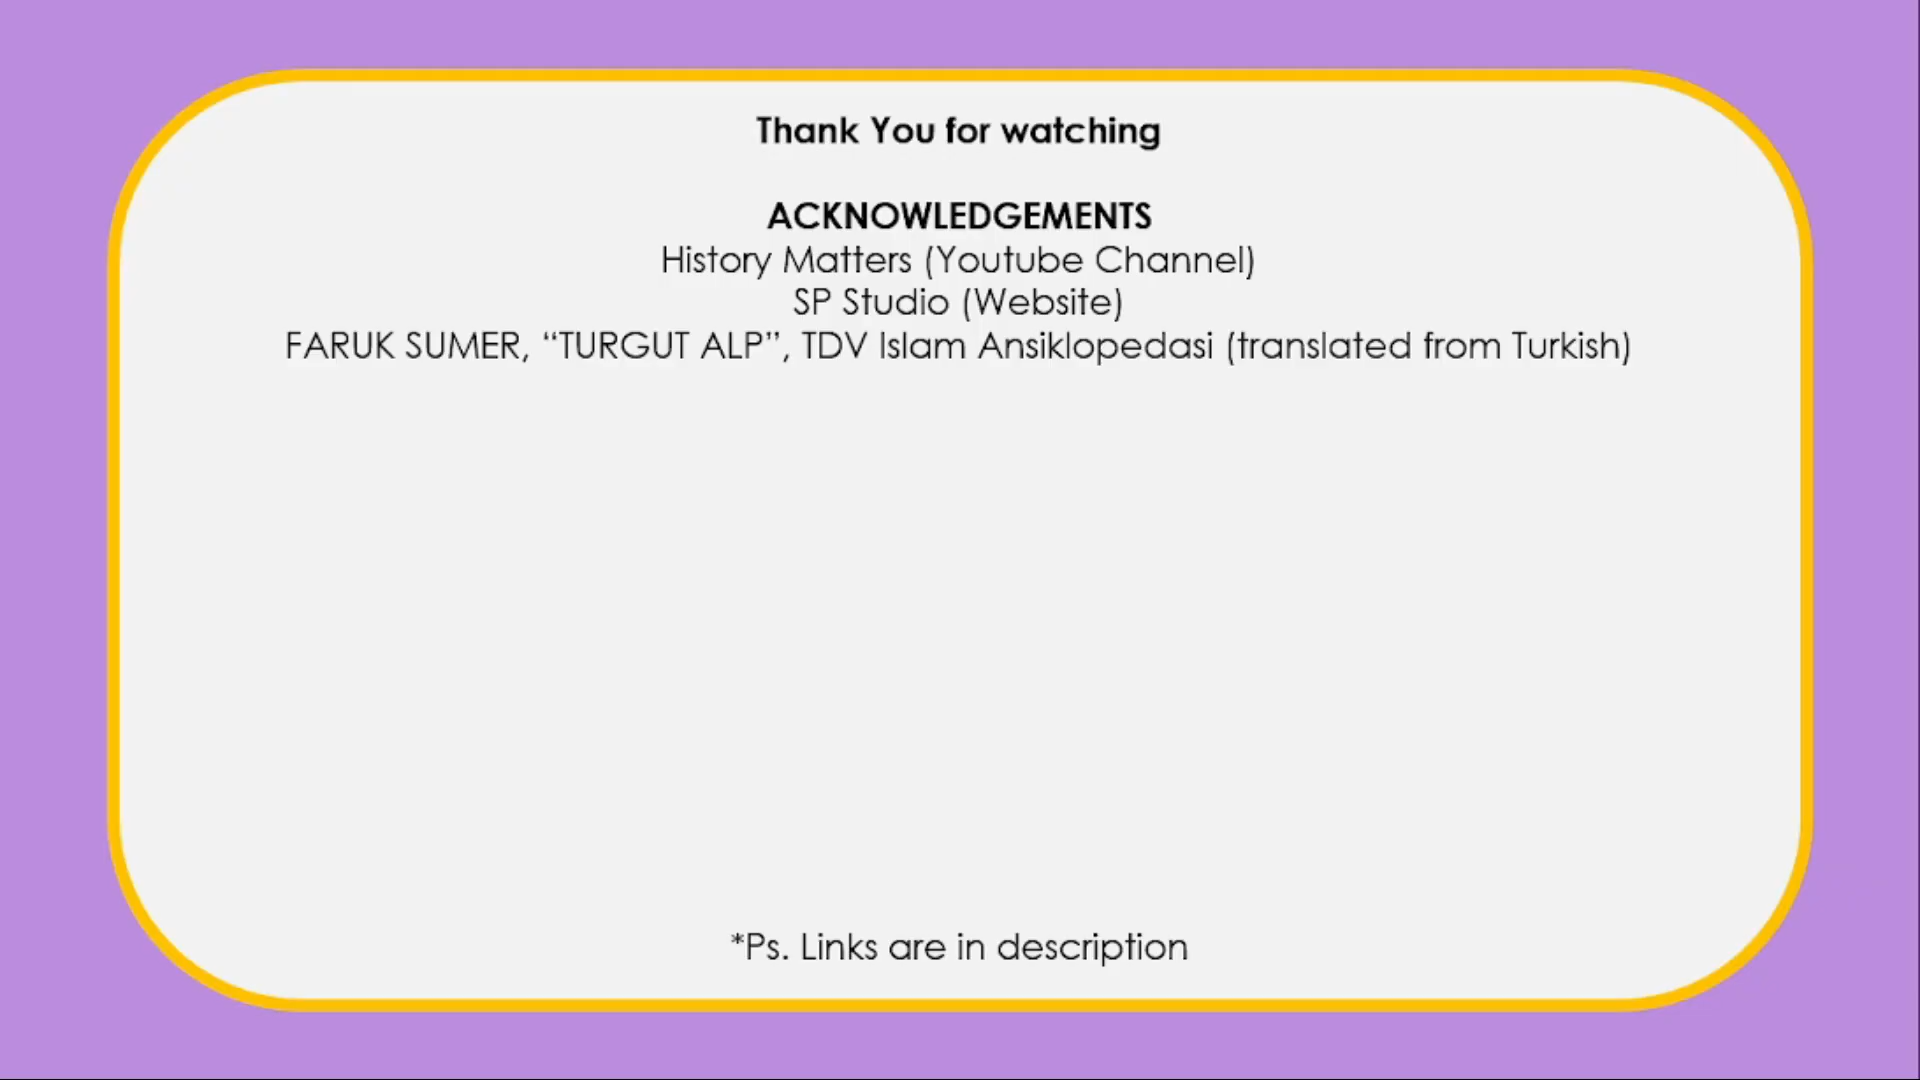 Thank You for watching
ACKNOWLEDGEMENTS
History Matters (Youtube Channel)
SP Studio (Website)
FARUK SUMER, “TURGUT ALP”, TDV Islam Ansiklopedasi (translated from Turkish)
*Ps. Links are in description